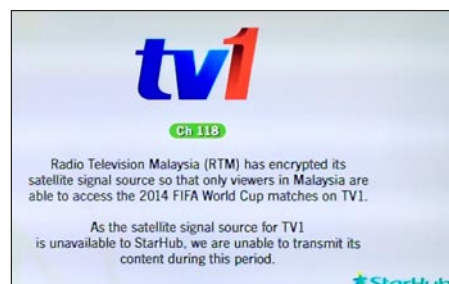 tv1
Ch 118
Radio Television Malaysia (RTM) has encrypted its
satellite signal source so that only viewers in Malaysia are
able to access the 2014 FIFA World Cup matches on TV1.
As the satellite signal source for TV1
is unavailable to StarHub, we are unable to transmit its
content during this period.
StarHub